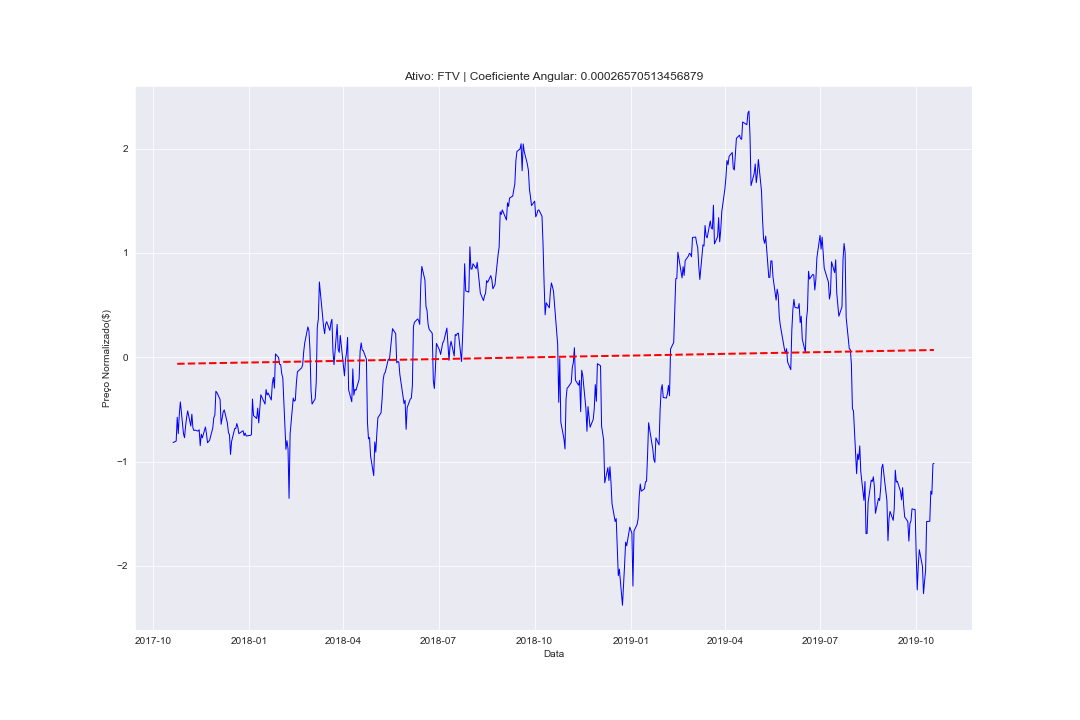 Ativo: FTV | Coeficiente Angular: 0.00026570513456879
Preço Normalizado($)
2
1
0
−1
−2
2017-10 2018-01 2018-04 2018-07 2018-10 2019-01 2019-04 2019-07 2019-10
Data